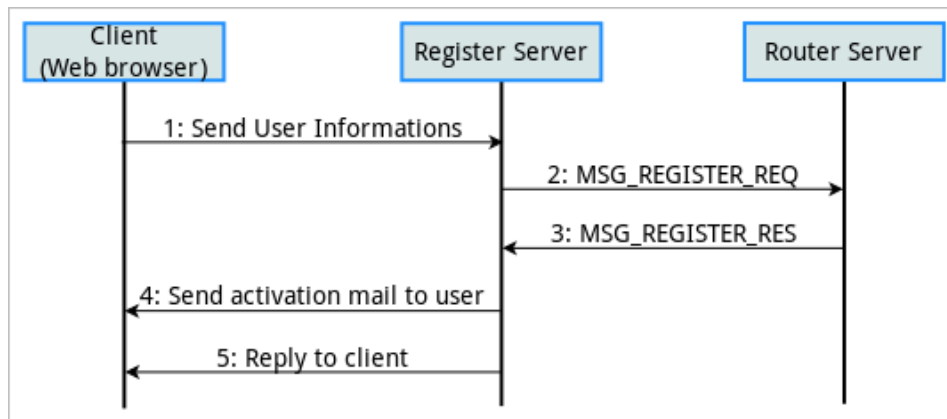 Client
(Web browser)
Register Server
Router Server
1: Send User Informations
2: MSG_REGISTER_REQ
3: MSG_REGISTER_RES
4: Send activation mail to user
5: Reply to client